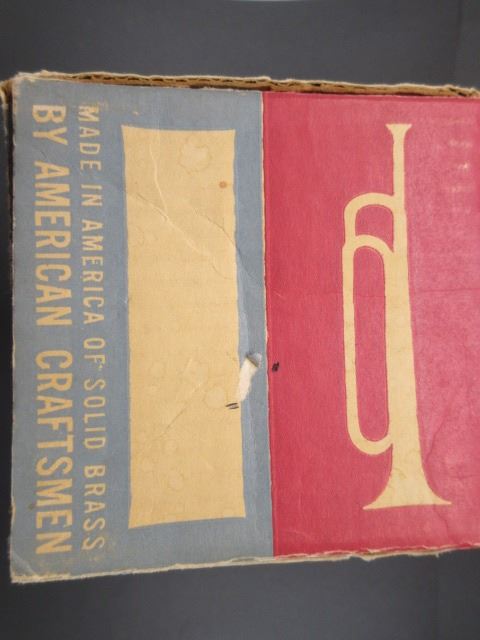 MADE IN AMERICA OF SOLID BRASS
BY AMERICAN CRAFTSMEN